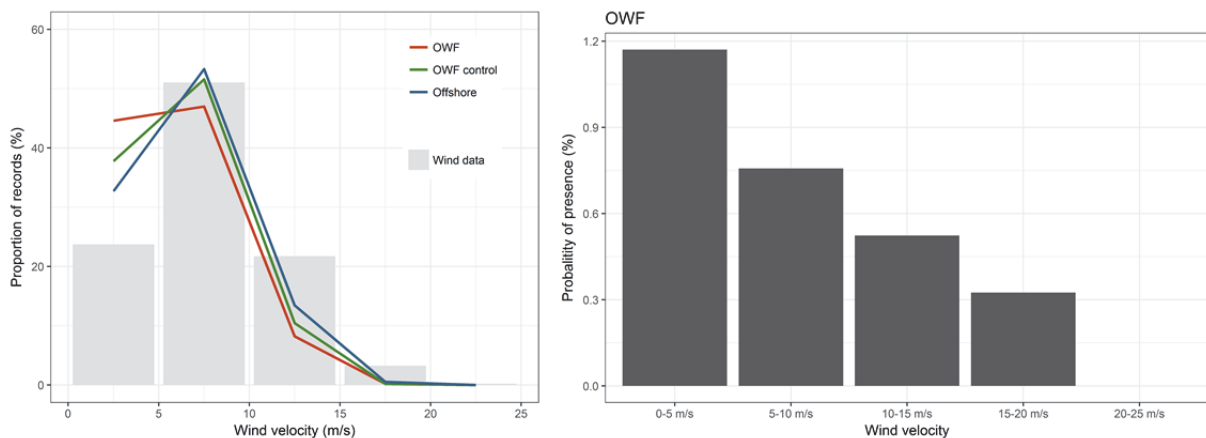 60
40
20
0
Proportion of records (%)
OWF
OWF control
Offshore
Wind data
0 5 10 15 20 25
Wind velocity (m/s)
OWF
1.2
0.9
0.6
0.3
0.0
Probalitity of presence (%)
0-5 m/s 5-10 m/s 10-15 m/s 15-20 m/s 20-25 m/s
Wind velocity